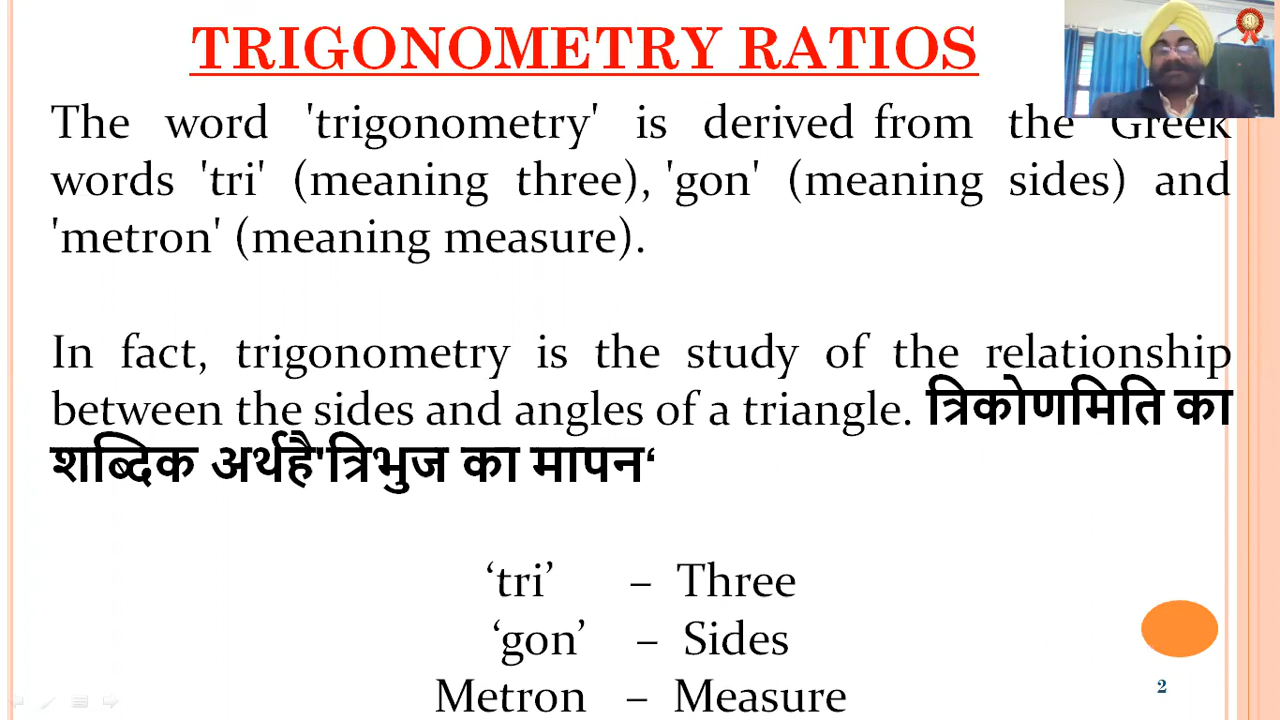 TRIGONOMETRY RATIOS
The word 'trigonometry' is derived from the Greek
words 'tri' (meaning three), 'gon' (meaning sides) and
'metron' (meaning measure).
In fact, trigonometry is the study of the relationship
between the sides and angles of a triangle. त्रिकोणमिति का
शब्दिक अर्थहै'त्रिभुज का मापन‘
‘tri’ – Three
‘gon’ – Sides
Metron – Measure
2